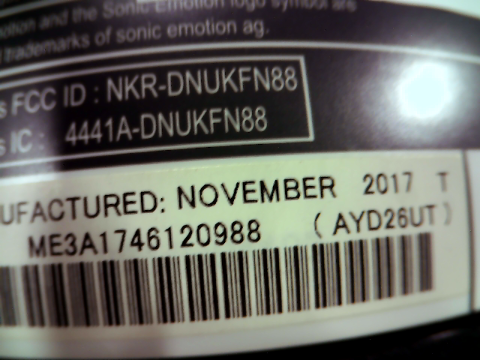 otion and the Sonic Emotion logo symbol are
trademarks of sonic emotion ag.
s FCC ID : NKR-DNUKFN88
s IC : 4441A-DNUKFN88
UFACTURED: NOVEMBER 2017 T
ME3A1746120988 ( AYD26UT )